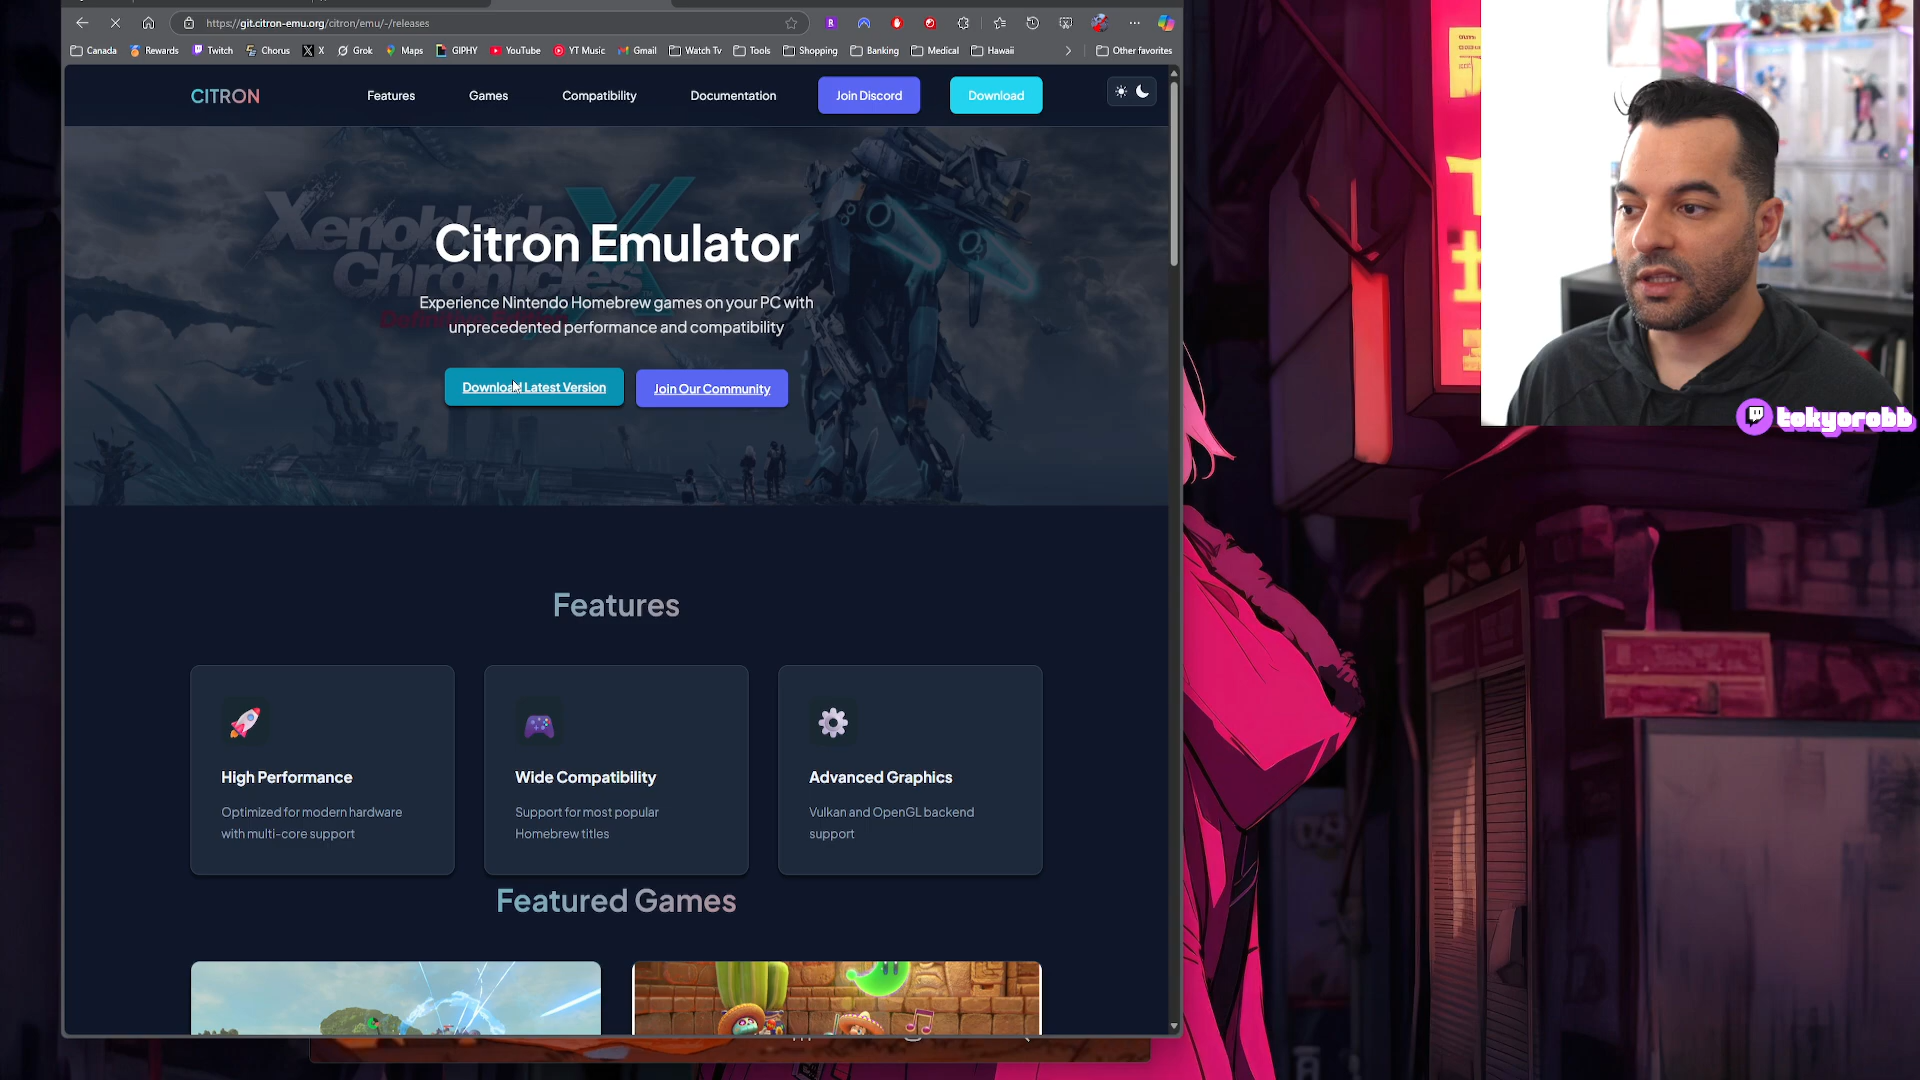 https://git.citron-emu.org/citron/emu/-/releases
Canada Rewards Twitch Chorus X Grok Maps GIPHY YouTube YT Music Gmail Watch Tv Tools Shopping Banking Medical Hawaii Other favorites
CITRON Features Games Compatibility Documentation Join Discord Download
Xenoblade
Chronicles X
Definitive Edition
Citron Emulator
Experience Nintendo Homebrew games on your PC with
unprecedented performance and compatibility
Download Latest Version Join Our Community
tokyorobb
Features
High Performance
Optimized for modern hardware
with multi-core support
Wide Compatibility
Support for most popular
Homebrew titles
Advanced Graphics
Vulkan and OpenGL backend
support
Featured Games